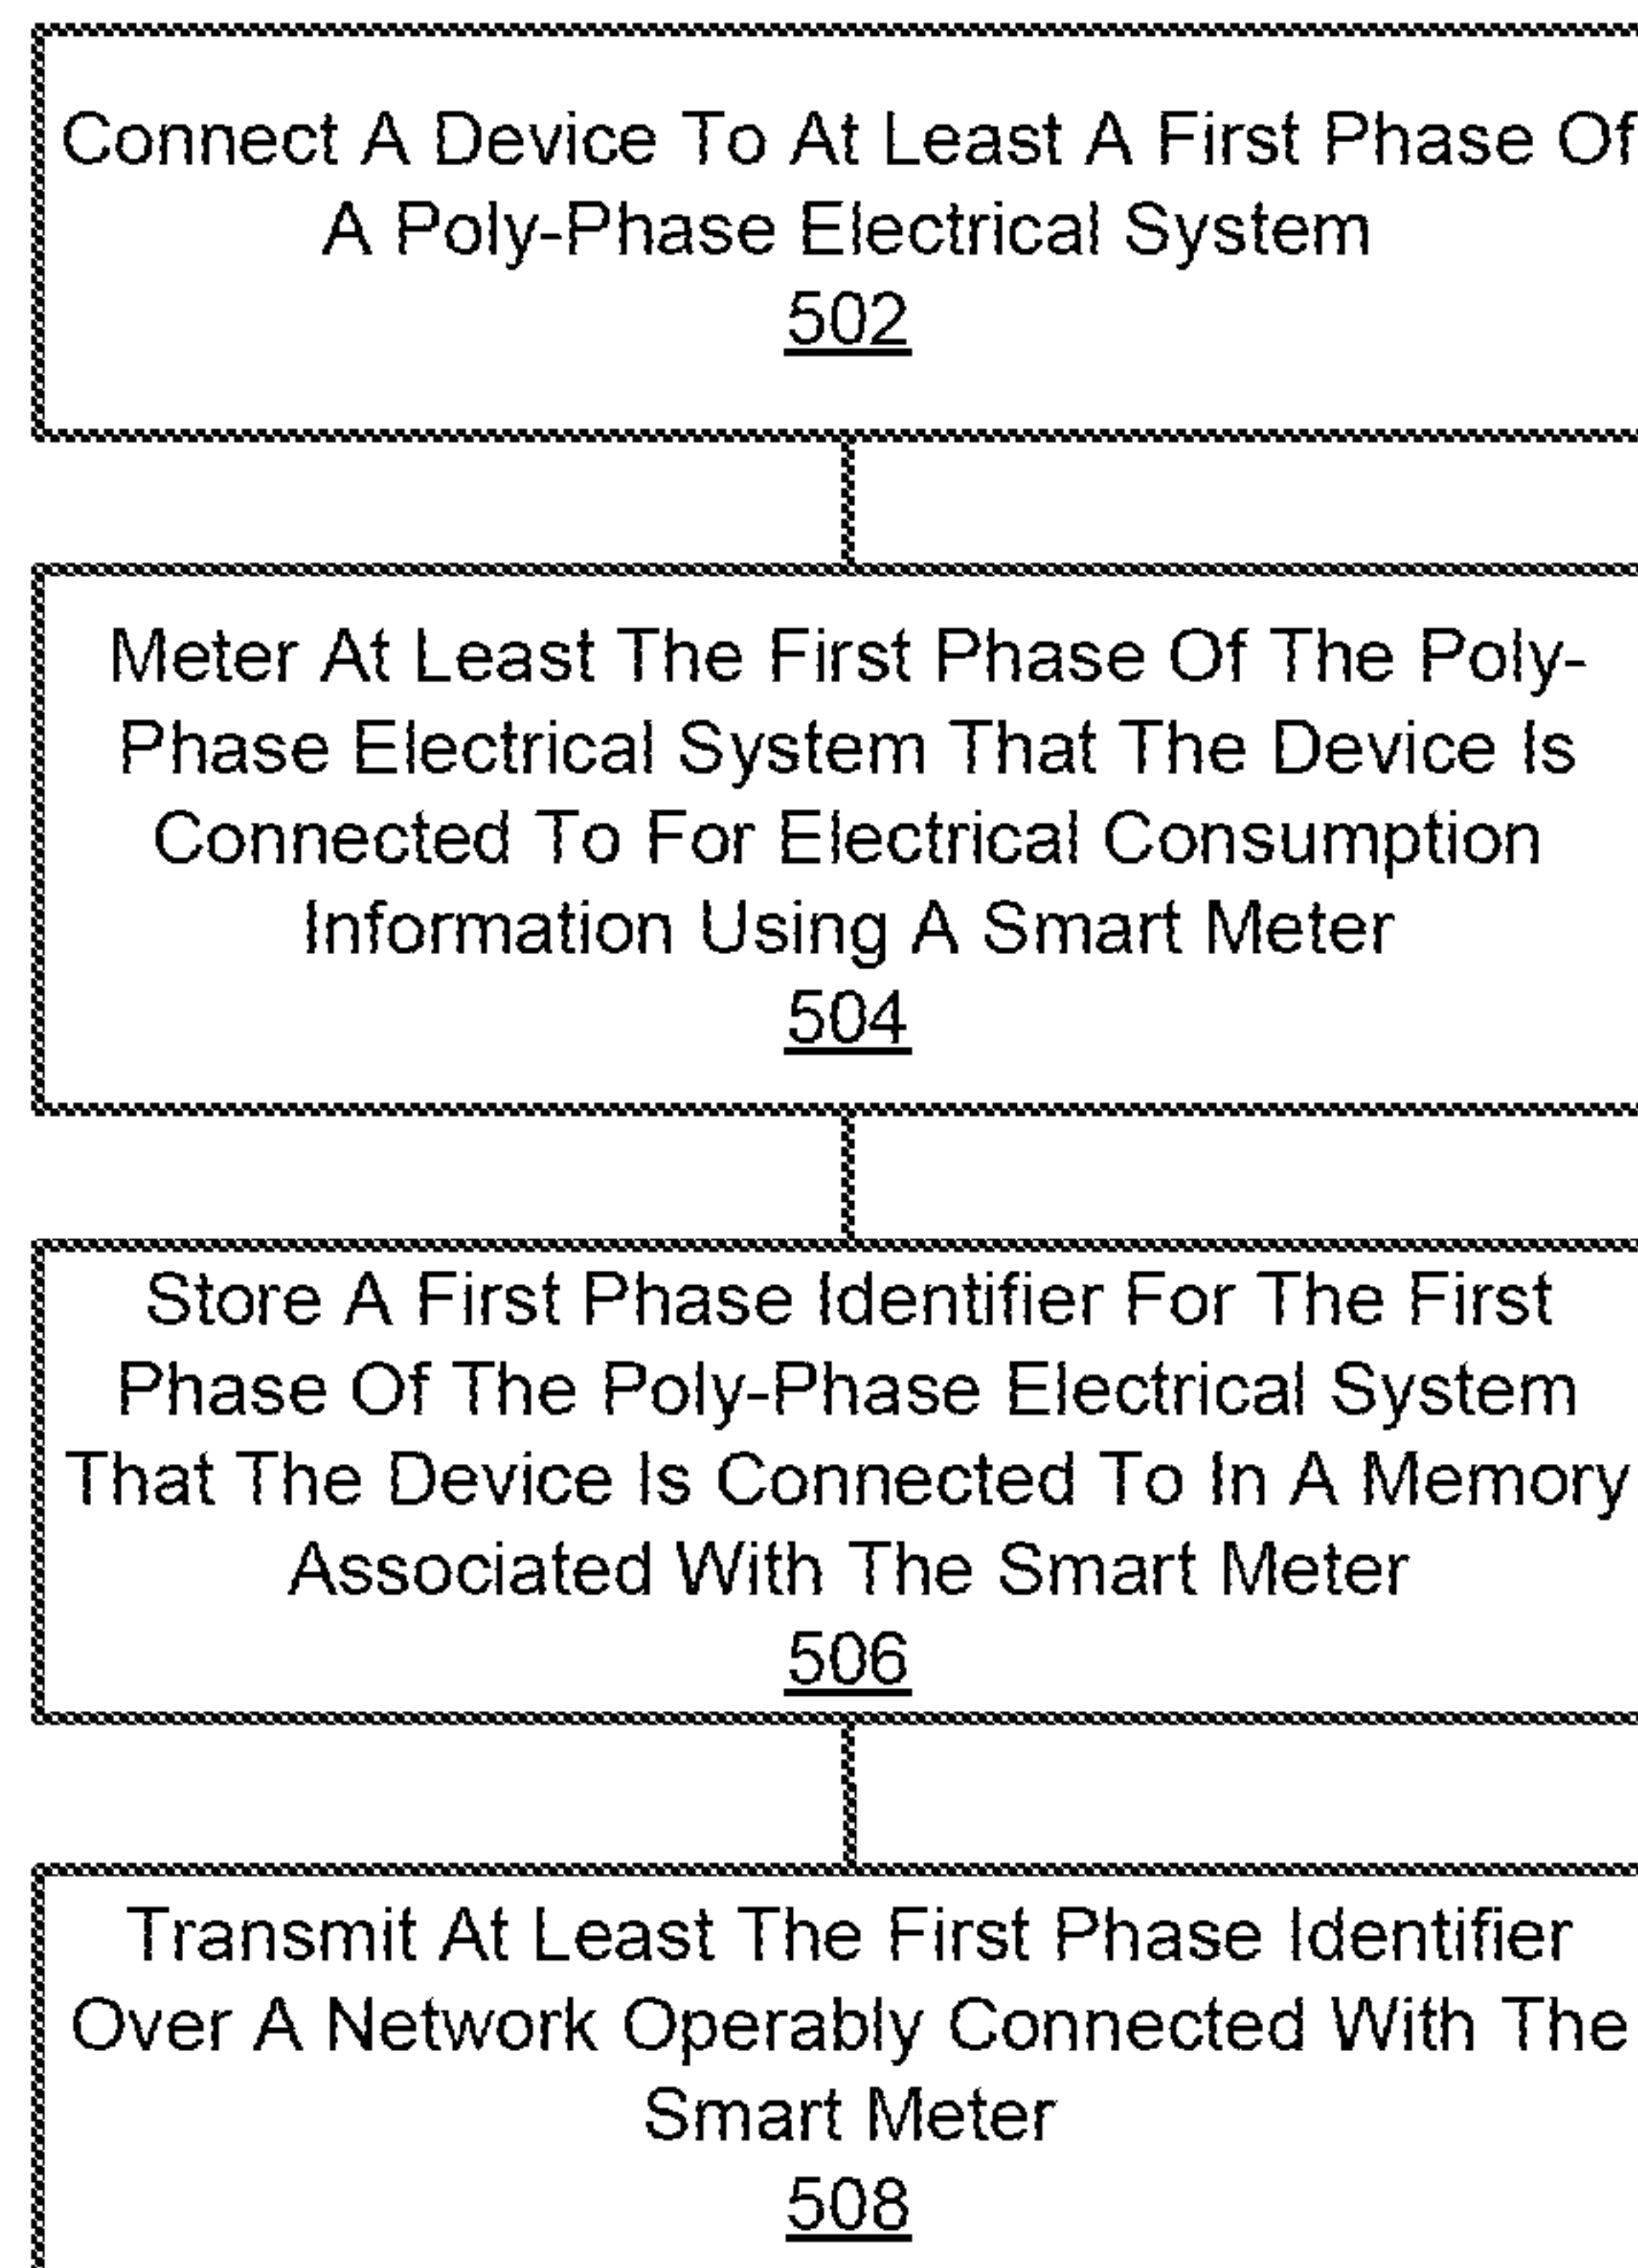 Connect A Device To At Least A First Phase Of
A Poly-Phase Electrical System
502
Meter At Least The First Phase Of The Poly-
Phase Electrical System That The Device Is
Connected To For Electrical Consumption
Information Using A Smart Meter
504
Store A First Phase Identifier For The First
Phase Of The Poly-Phase Electrical System
That The Device Is Connected To In A Memory
Associated With The Smart Meter
506
Transmit At Least The First Phase Identifier
Over A Network Operably Connected With The
Smart Meter
508